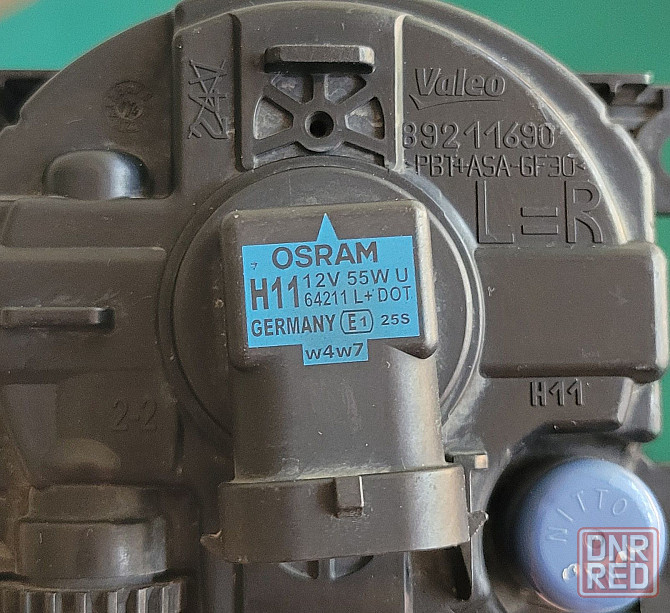 Valeo
89211690
>PBT+ASA-GF30<
L=R
OSRAM
H11 12V 55W U
64211 L+ DOT
GERMANY E1 25S
w4w7
H11
2-2
NITTO
DNR
RED